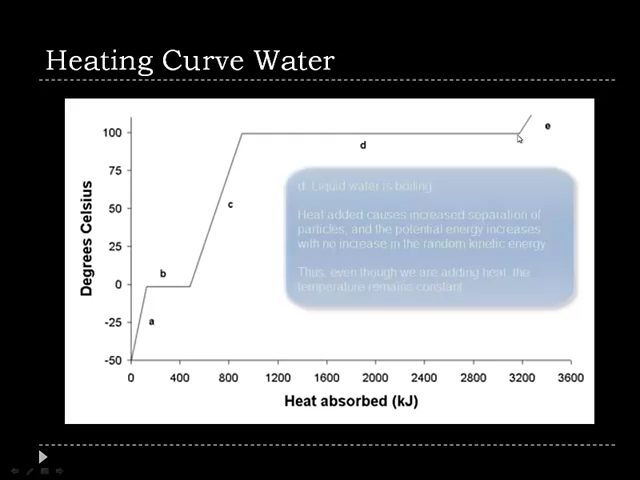 Heating Curve Water
100
75
50
25
0
-25
-50
Degrees Celsius
a
b
c
d
e
d. Liquid water is boiling
Heat added causes increased separation of
particles, and the potential energy increases
with no increase in the random kinetic energy
Thus, even though we are adding heat, the
temperature remains constant
0 400 800 1200 1600 2000 2400 2800 3200 3600
Heat absorbed (kJ)